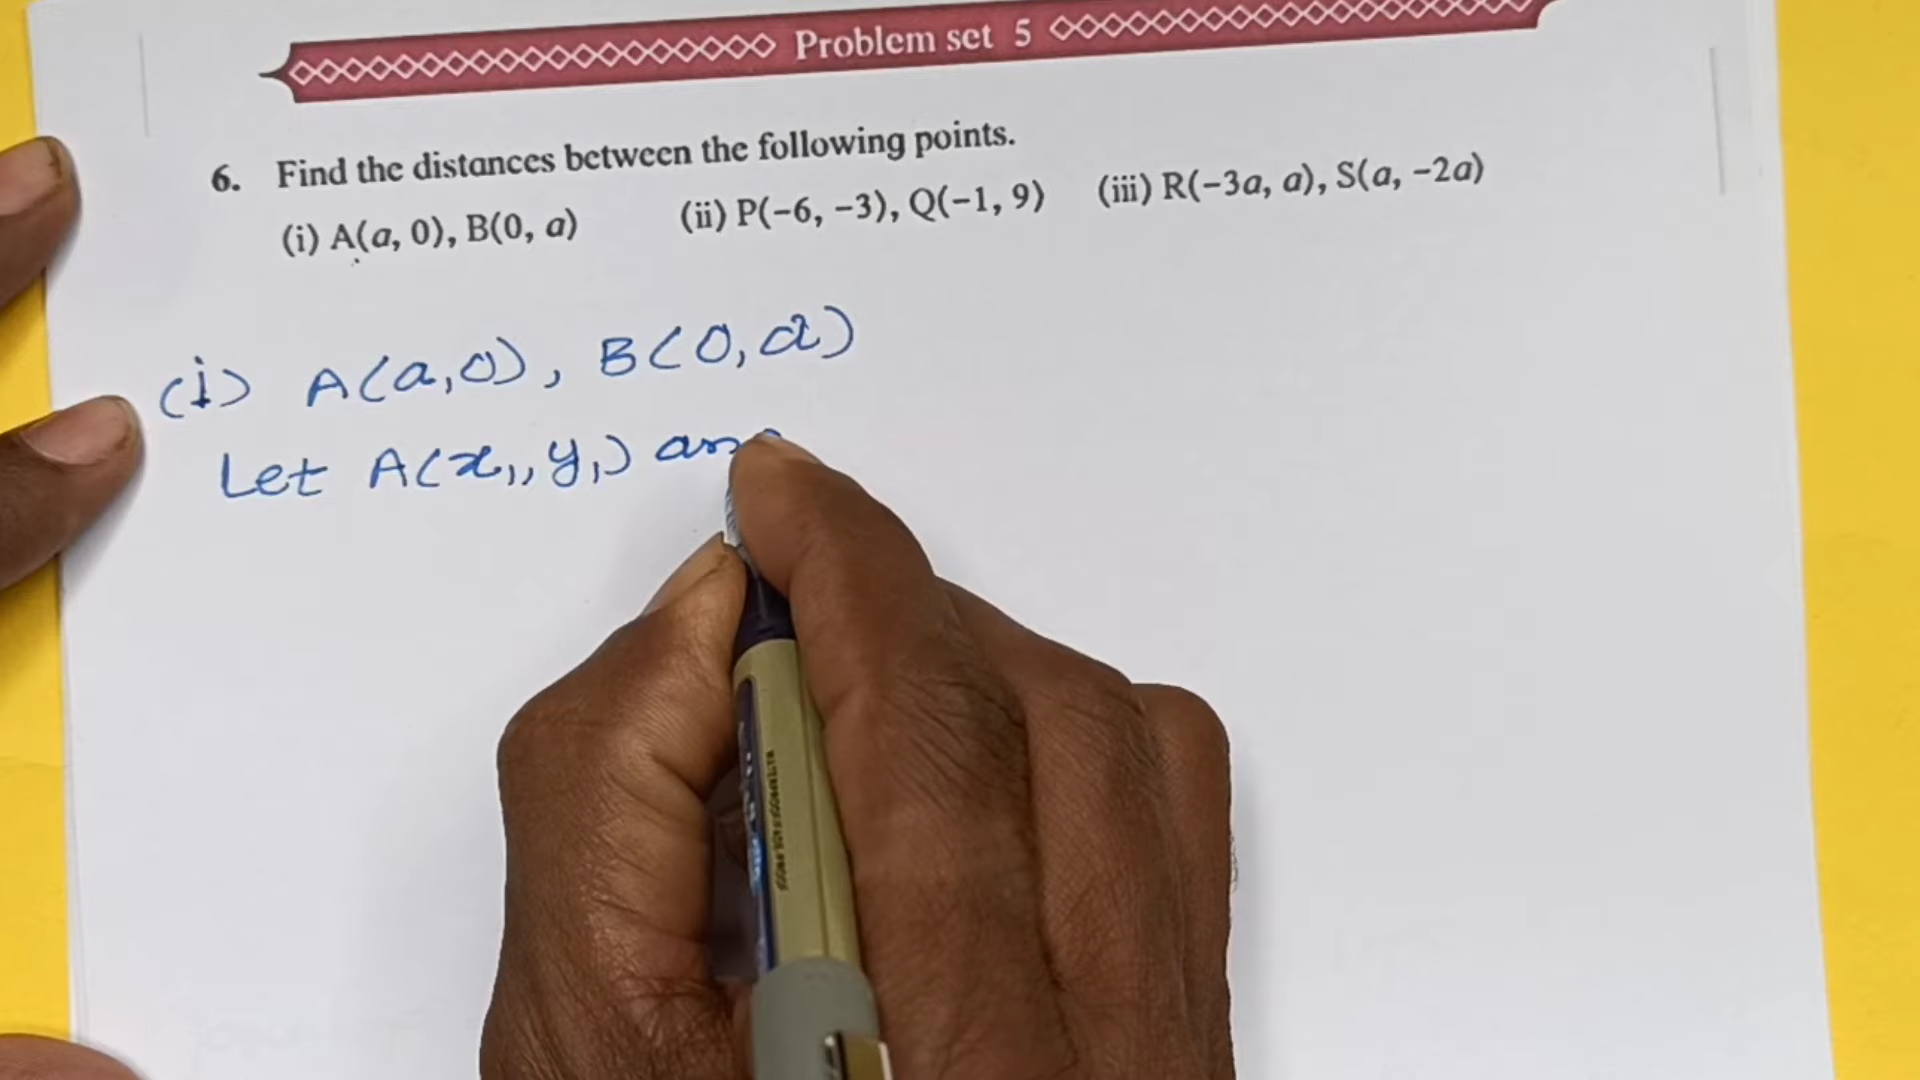 Problem set 5
6. Find the distances between the following points.
(i) A(a, 0), B(0, a) (ii) P(-6, -3), Q(-1, 9) (iii) R(-3a, a), S(a, -2a)
(i) A(a,0), B(0,a)
Let A(x₁,y₁)